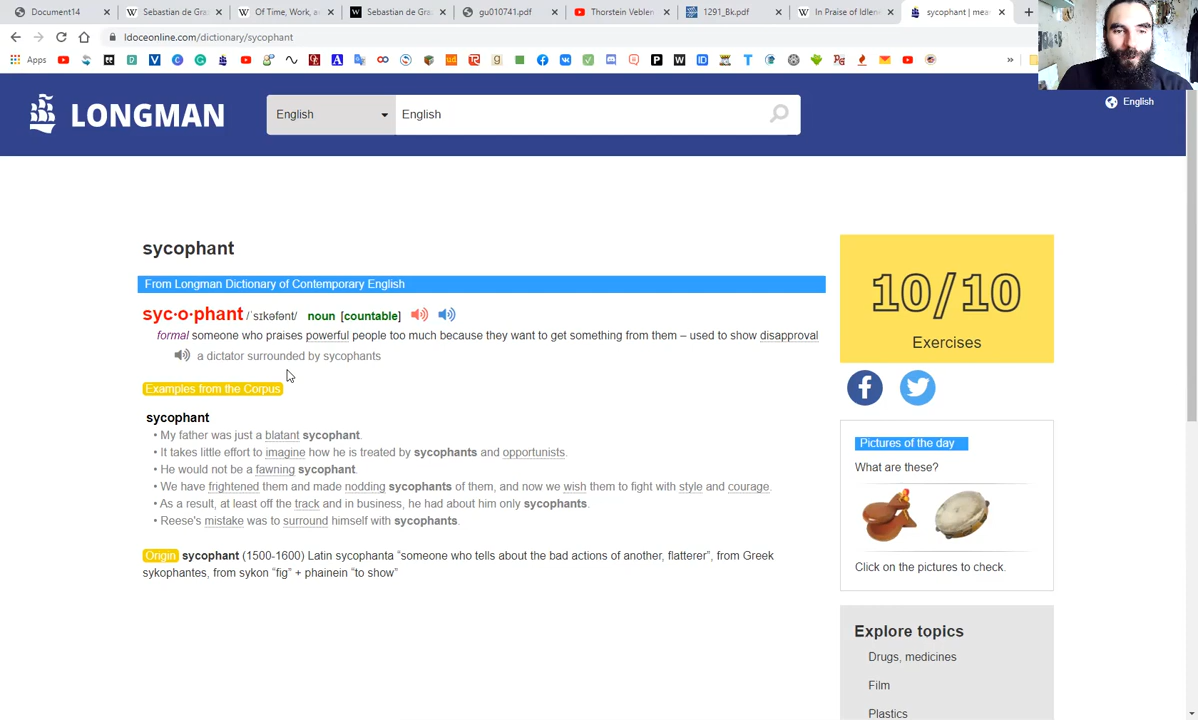 Document14
Sebastian de Gra
Of Time, Work, a
Sebastian de Gra
gu010741.pdf
Thorstein Veblen
1291_Bk.pdf
In Praise of Idlen
sycophant | mea
ldoceonline.com/dictionary/sycophant
Apps
LONGMAN
English
English
English
sycophant
From Longman Dictionary of Contemporary English
syc·o·phant /ˈsɪkəfənt/ noun [countable]
formal someone who praises powerful people too much because they want to get something from them – used to show disapproval
a dictator surrounded by sycophants
Examples from the Corpus
sycophant
• My father was just a blatant sycophant.
• It takes little effort to imagine how he is treated by sycophants and opportunists.
• He would not be a fawning sycophant.
• We have frightened them and made nodding sycophants of them, and now we wish them to fight with style and courage.
• As a result, at least off the track and in business, he had about him only sycophants.
• Reese's mistake was to surround himself with sycophants.
Origin sycophant (1500-1600) Latin sycophanta “someone who tells about the bad actions of another, flatterer”, from Greek
sykophantes, from sykon “fig” + phainein “to show”
10/10
Exercises
Pictures of the day
What are these?
Click on the pictures to check.
Explore topics
Drugs, medicines
Film
Plastics